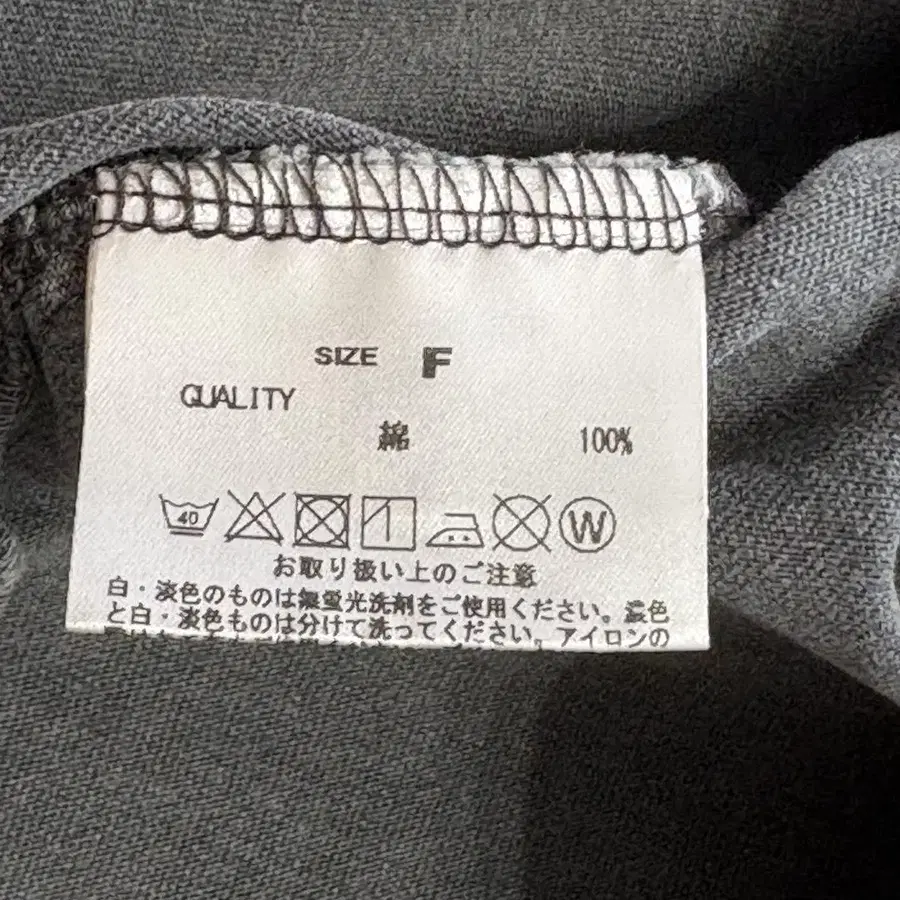 SIZE F
QUALITY
綿 100%
40 W
お取り扱い上のご注意
白・淡色のものは無蛍光洗剤をご使用ください。濃色
と白・淡色ものは分けて洗ってください。アイロンの